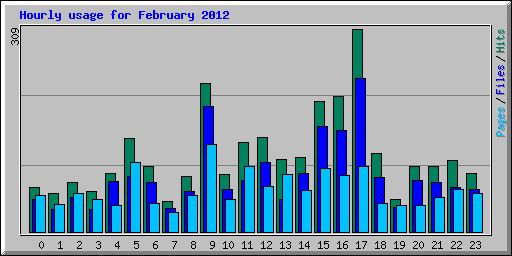 Hourly usage for February 2012
309
Pages / Files / Hits
0 1 2 3 4 5 6 7 8 9 10 11 12 13 14 15 16 17 18 19 20 21 22 23